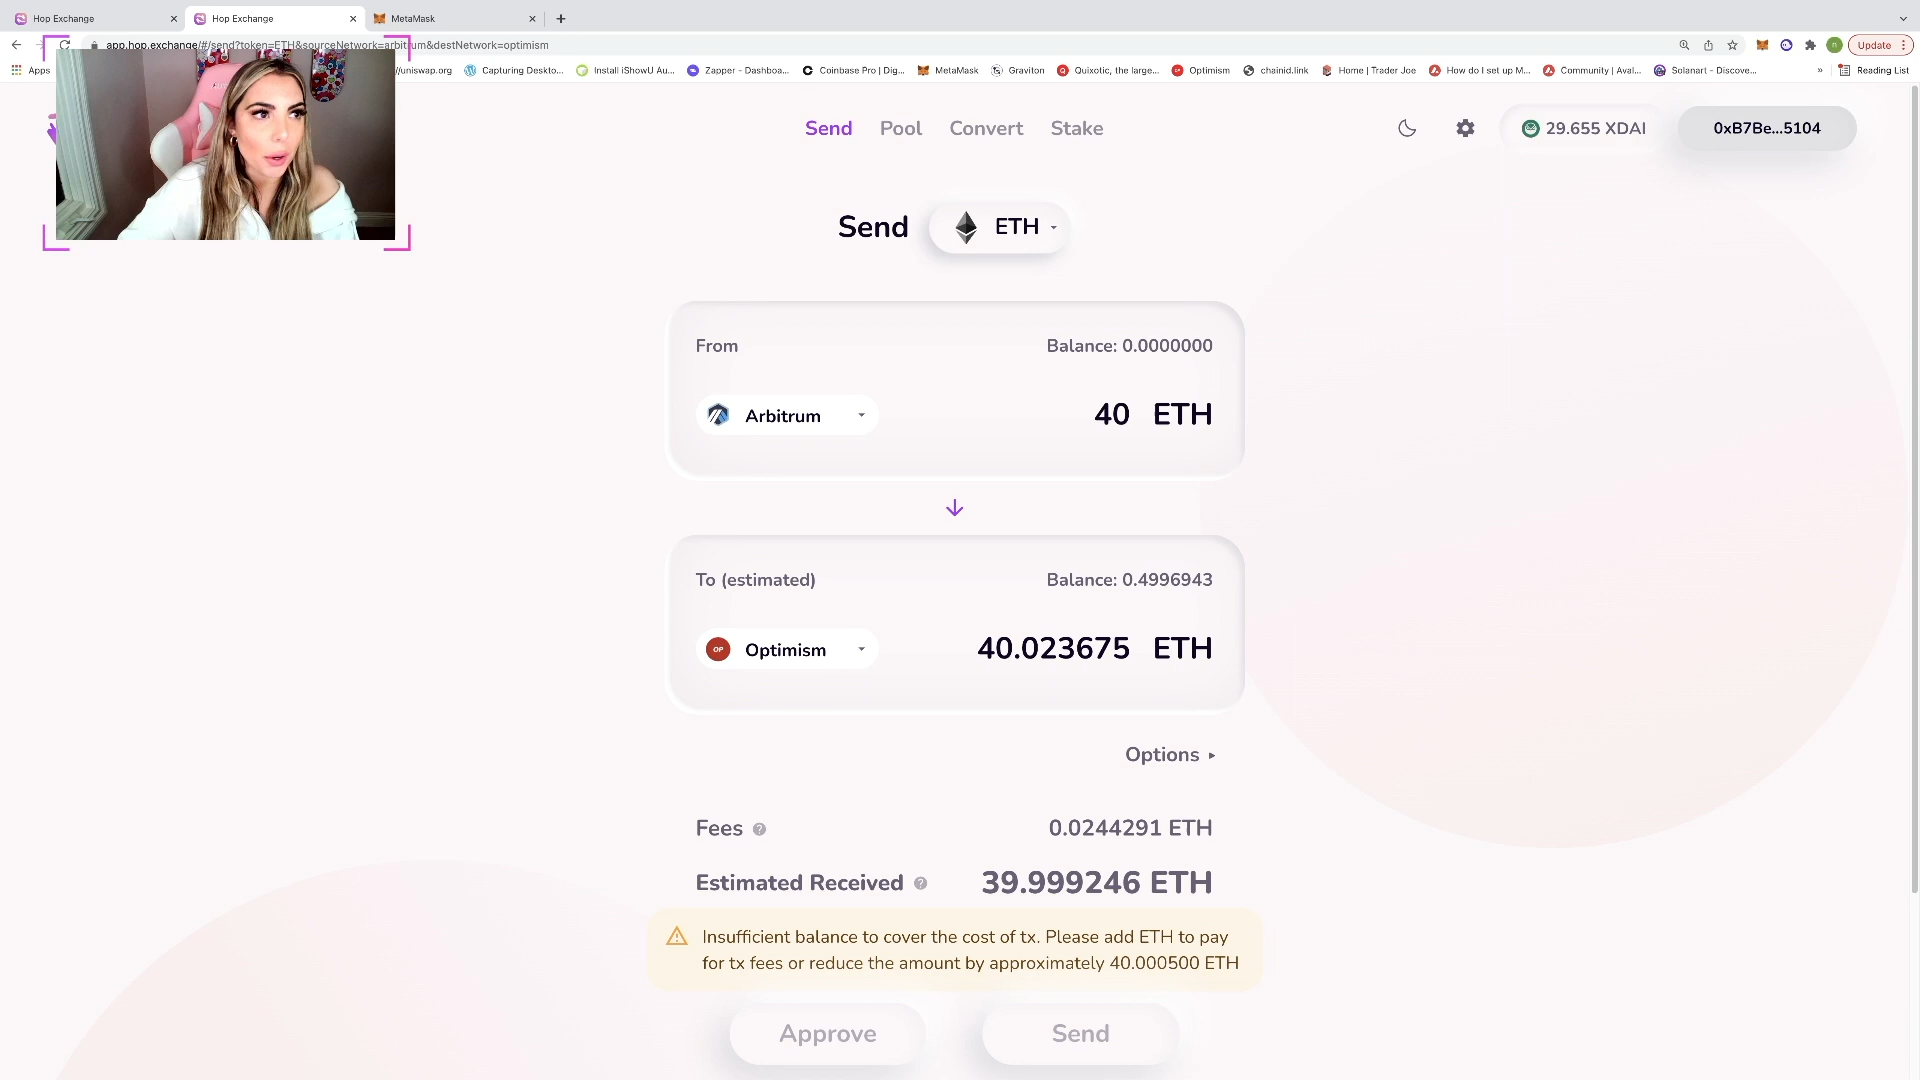 Hop Exchange
Hop Exchange
MetaMask
app.hop.exchange/#/send?token=ETH&sourceNetwork=arbitrum&destNetwork=optimism
Update
Apps
//uniswap.org
Capturing Deskto...
Install iShowU Au...
Zapper - Dashboa...
Coinbase Pro | Dig...
MetaMask
Graviton
Quixotic, the large...
Optimism
chainid.link
Home | Trader Joe
How do I set up M...
Community | Aval...
Solanart - Discove...
»
Reading List
Send
Pool
Convert
Stake
29.655 XDAI
0xB7Be...5104
Send
ETH
From
Balance: 0.0000000
Arbitrum
40 ETH
To (estimated)
Balance: 0.4996943
OP
Optimism
40.023675 ETH
Options
Fees
0.0244291 ETH
Estimated Received
39.999246 ETH
Insufficient balance to cover the cost of tx. Please add ETH to pay
for tx fees or reduce the amount by approximately 40.000500 ETH
Approve
Send